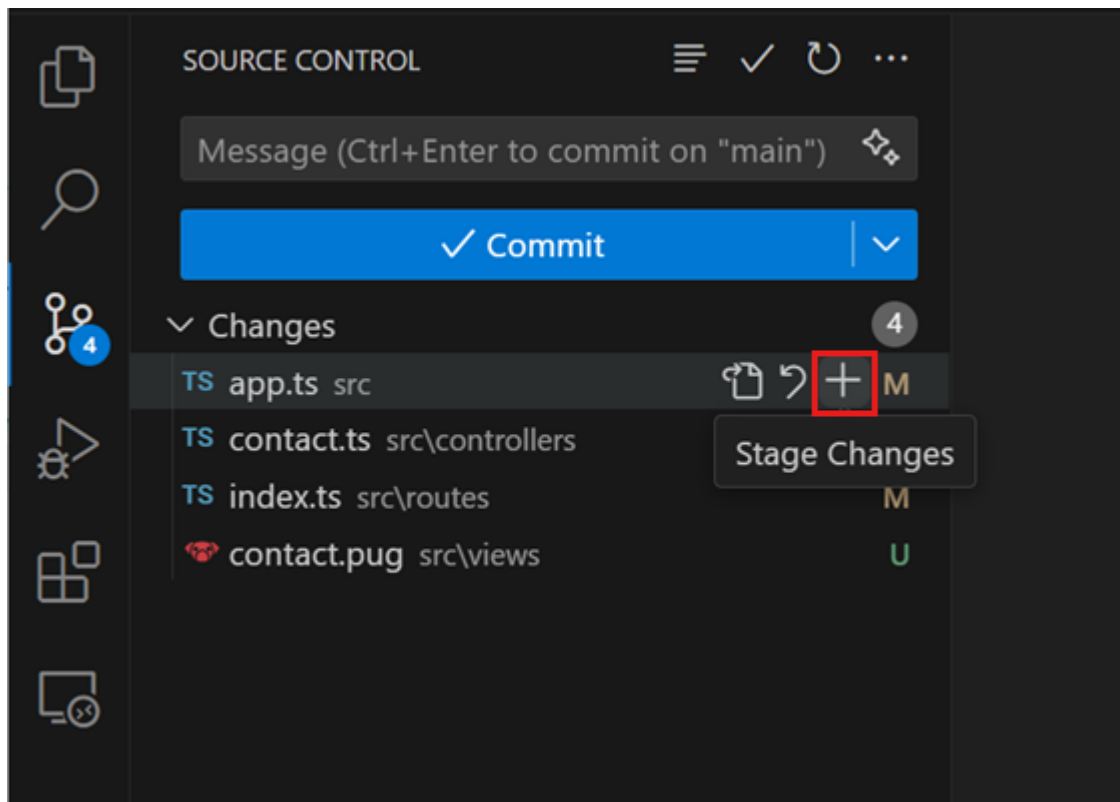 SOURCE CONTROL
Message (Ctrl+Enter to commit on "main")
Commit
4
Changes 4
TS app.ts src M
TS contact.ts src\controllers
Stage Changes
TS index.ts src\routes M
contact.pug src\views U